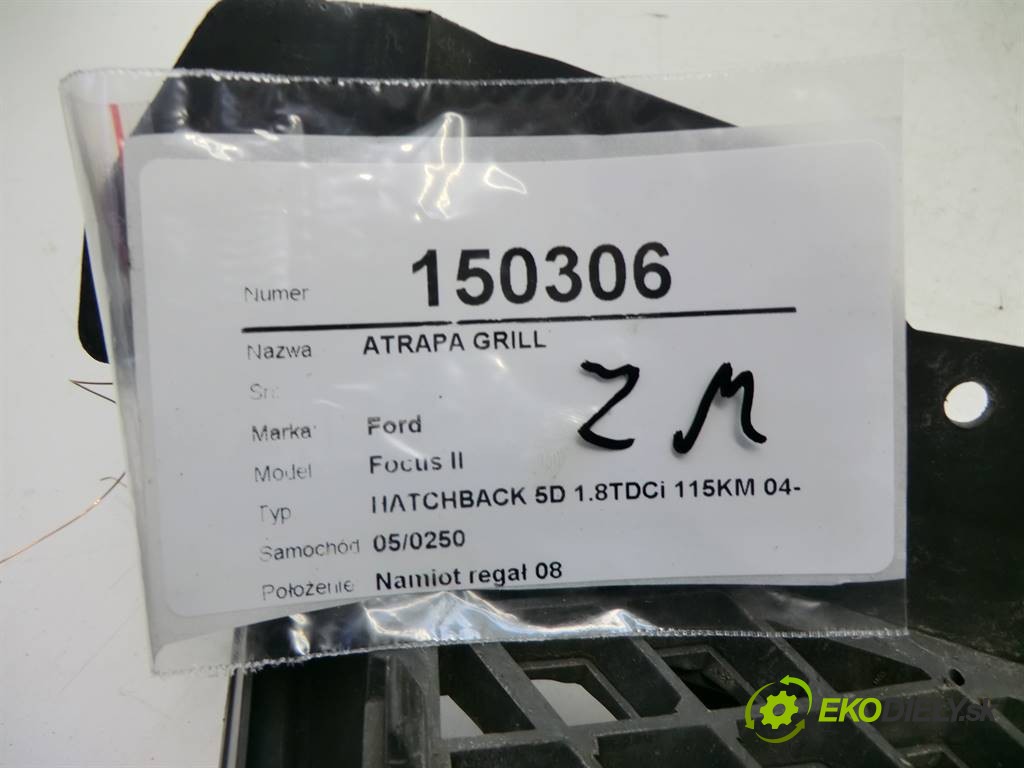 Numer 150306
Nazwa ATRAPA GRILL
Marka Ford
Model Focus II
Typ HATCHBACK 5D 1.8TDCi 115KM 04-
Samochód 05/0250
Położenie Namiot regał 08
ZM
EKODIELY.sk